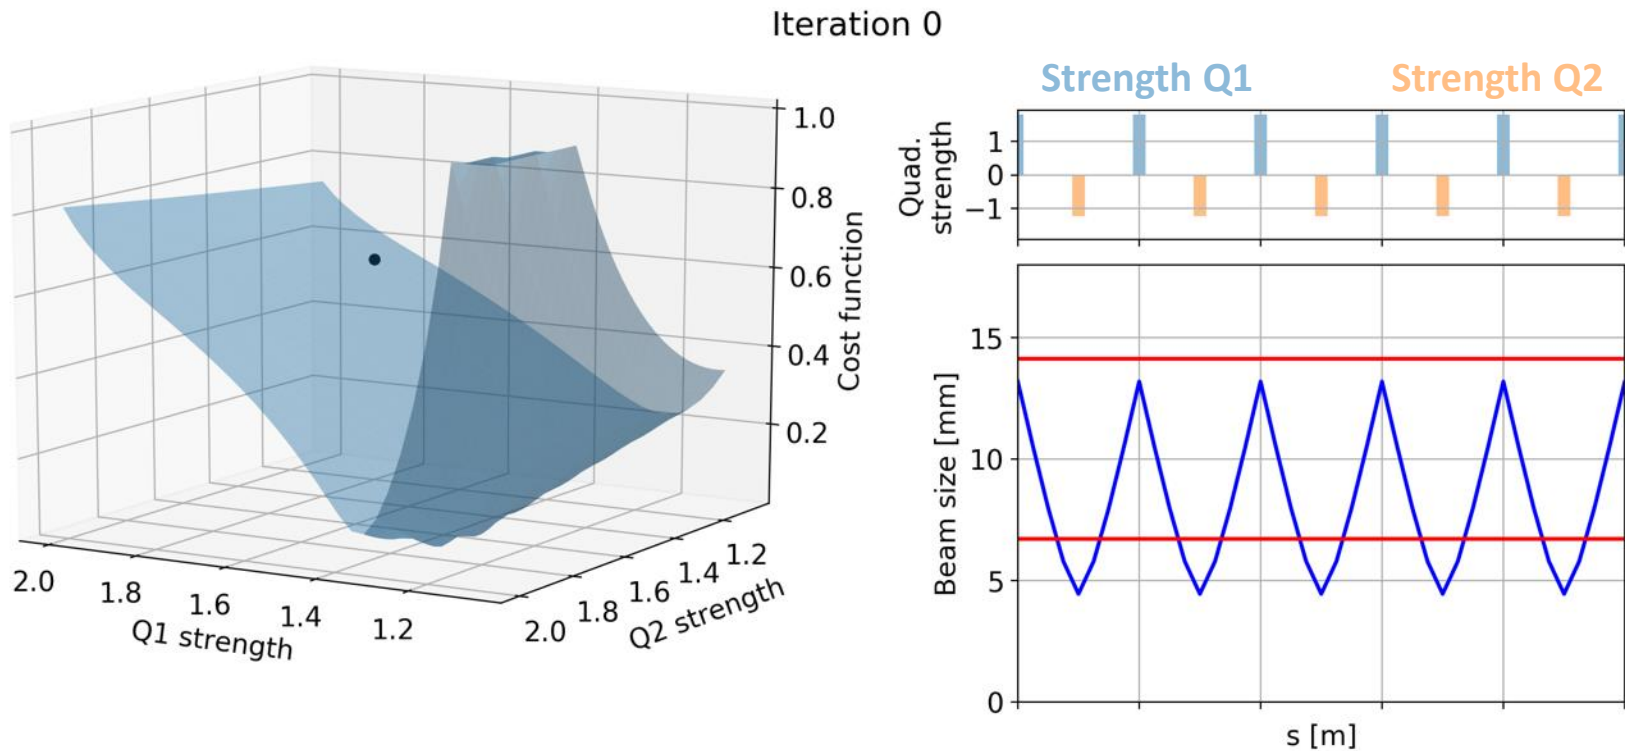 Iteration 0
1.0
0.8
0.6
0.4
0.2
Cost function
2.0
1.8
1.6
1.4
1.2
Q1 strength
2.0
1.8
1.6
1.4
1.2
Q2 strength
Strength Q1
Strength Q2
Quad.
strength
1
0
−1
Beam size [mm]
15
10
5
0
s [m]